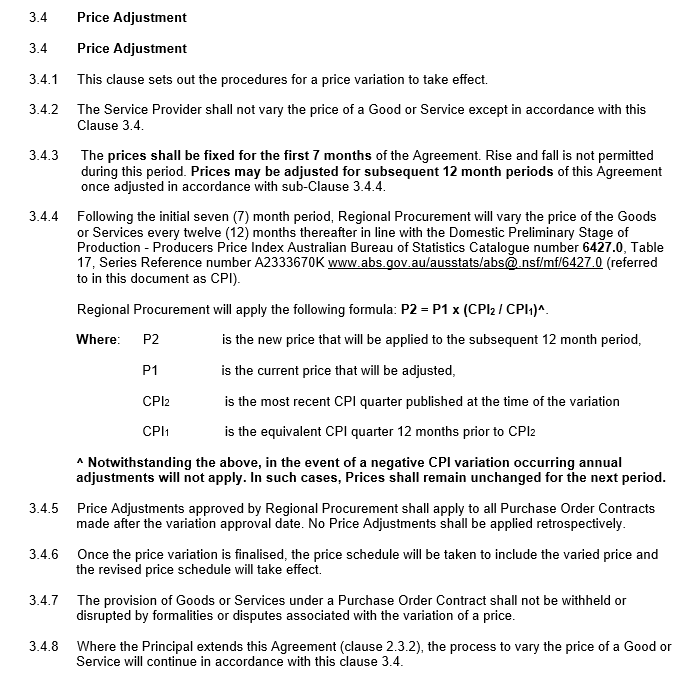 3.4 Price Adjustment
3.4 Price Adjustment
3.4.1 This clause sets out the procedures for a price variation to take effect.
3.4.2 The Service Provider shall not vary the price of a Good or Service except in accordance with this
Clause 3.4.
3.4.3 The prices shall be fixed for the first 7 months of the Agreement. Rise and fall is not permitted
during this period. Prices may be adjusted for subsequent 12 month periods of this Agreement
once adjusted in accordance with sub-Clause 3.4.4.
3.4.4 Following the initial seven (7) month period, Regional Procurement will vary the price of the Goods
or Services every twelve (12) months thereafter in line with the Domestic Preliminary Stage of
Production - Producers Price Index Australian Bureau of Statistics Catalogue number 6427.0, Table
17, Series Reference number A2333670K www.abs.gov.au/ausstats/abs@.nsf/mf/6427.0 (referred
to in this document as CPI).
Regional Procurement will apply the following formula: P2 = P1 x (CPI2 / CPI1)^.
Where: P2 is the new price that will be applied to the subsequent 12 month period,
P1 is the current price that will be adjusted,
CPI2 is the most recent CPI quarter published at the time of the variation
CPI1 is the equivalent CPI quarter 12 months prior to CPI2
^ Notwithstanding the above, in the event of a negative CPI variation occurring annual
adjustments will not apply. In such cases, Prices shall remain unchanged for the next period.
3.4.5 Price Adjustments approved by Regional Procurement shall apply to all Purchase Order Contracts
made after the variation approval date. No Price Adjustments shall be applied retrospectively.
3.4.6 Once the price variation is finalised, the price schedule will be taken to include the varied price and
the revised price schedule will take effect.
3.4.7 The provision of Goods or Services under a Purchase Order Contract shall not be withheld or
disrupted by formalities or disputes associated with the variation of a price.
3.4.8 Where the Principal extends this Agreement (clause 2.3.2), the process to vary the price of a Good or
Service will continue in accordance with this clause 3.4.